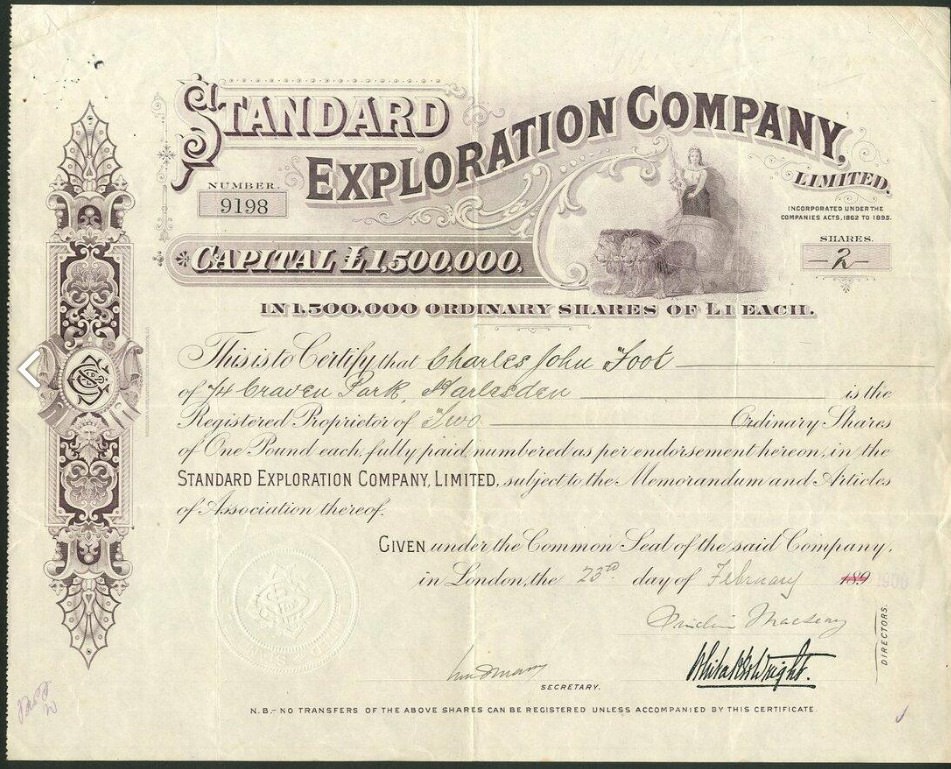 STANDARD
EXPLORATION COMPANY,
LIMITED.
INCORPORATED UNDER THE
COMPANIES ACTS, 1862 TO 1893.
NUMBER.
9198
SHARES.
-2-
CAPITAL £1,500,000.
IN 1,500,000 ORDINARY SHARES OF £1 EACH.
This is to Certify that Charles John Foot
of 74 Craven Park, Harlesden is the
Registered Proprietor of Two Ordinary Shares
of One Pound each, fully paid, numbered as per endorsement hereon, in the
STANDARD EXPLORATION COMPANY, LIMITED, subject to the Memorandum and Articles
of Association thereof.
GIVEN under the Common Seal of the said Company,
in London, the 23rd day of February 189 1900
Whitaker Wright.
DIRECTORS.
SECRETARY.
N.B.- NO TRANSFERS OF THE ABOVE SHARES CAN BE REGISTERED UNLESS ACCOMPANIED BY THIS CERTIFICATE.